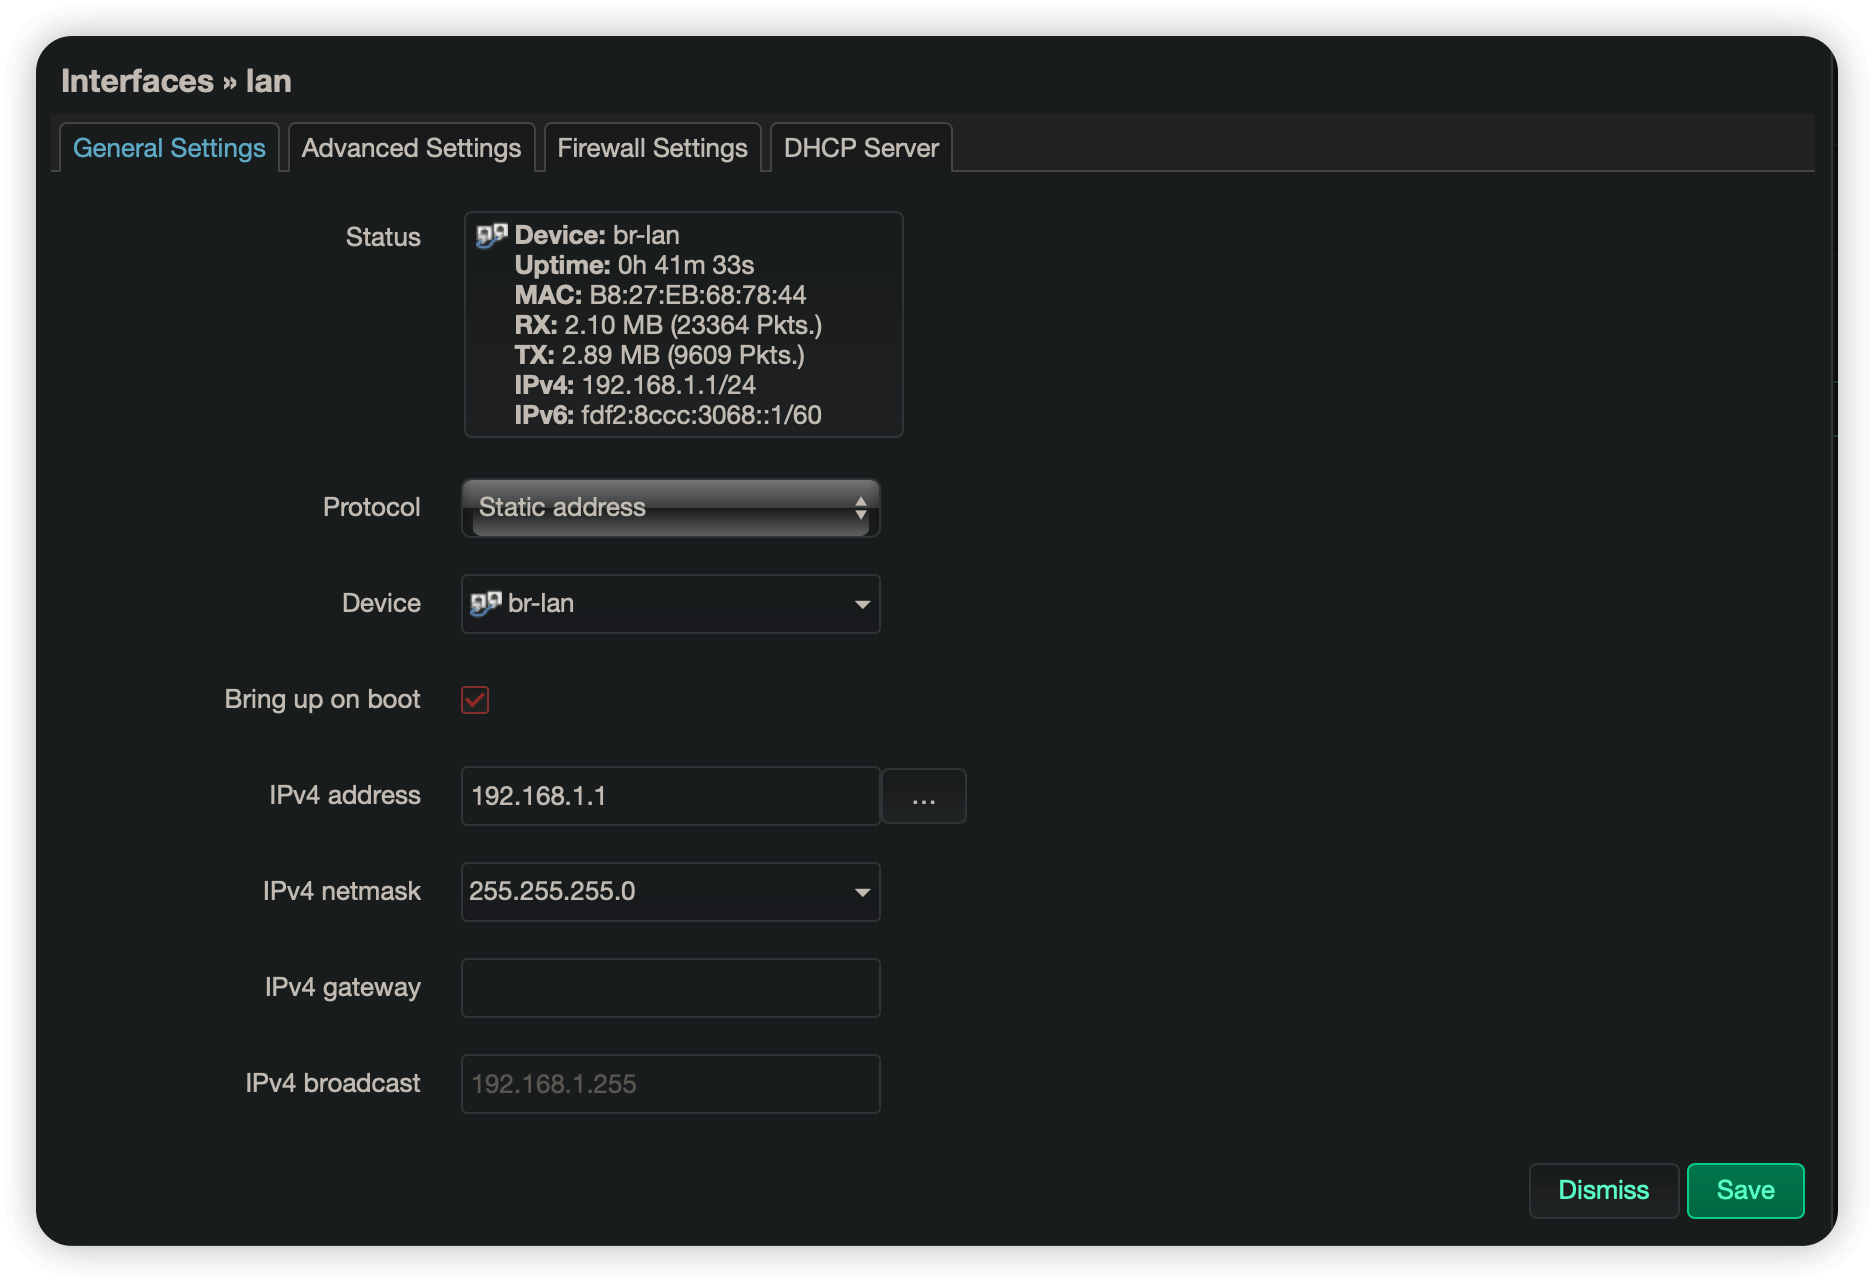 Interfaces » lan
General Settings
Advanced Settings
Firewall Settings
DHCP Server
Status
Device: br-lan
Uptime: 0h 41m 33s
MAC: B8:27:EB:68:78:44
RX: 2.10 MB (23364 Pkts.)
TX: 2.89 MB (9609 Pkts.)
IPv4: 192.168.1.1/24
IPv6: fdf2:8ccc:3068::1/60
Protocol
Static address
Device
br-lan
Bring up on boot
IPv4 address
192.168.1.1
...
IPv4 netmask
255.255.255.0
IPv4 gateway
IPv4 broadcast
192.168.1.255
Dismiss
Save